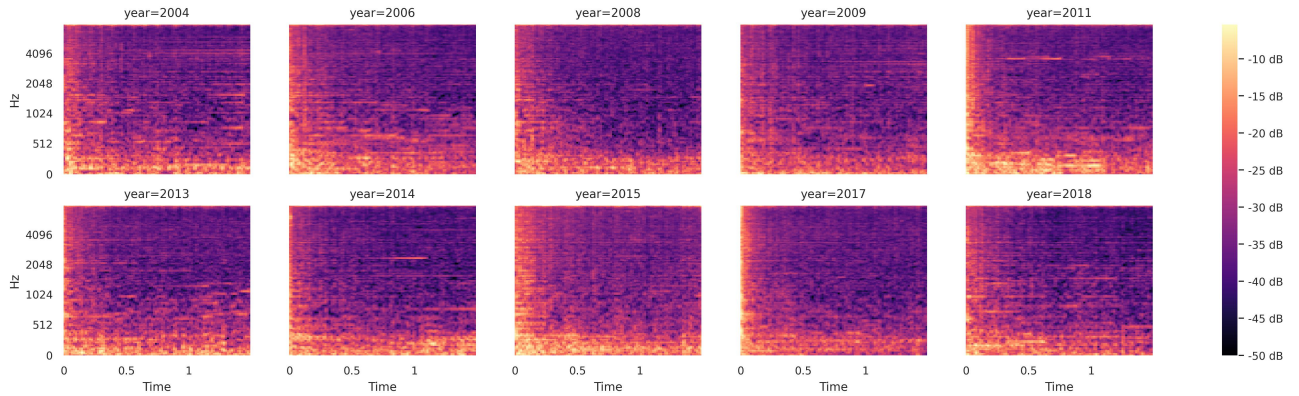 year=2004 year=2006 year=2008 year=2009 year=2011
4096
2048
1024
512
0
Hz
-10 dB
-15 dB
-20 dB
-25 dB
-30 dB
-35 dB
-40 dB
-45 dB
-50 dB
year=2013 year=2014 year=2015 year=2017 year=2018
4096
2048
1024
512
0
Hz
0 0.5 1 0 0.5 1 0 0.5 1 0 0.5 1 0 0.5 1
Time Time Time Time Time